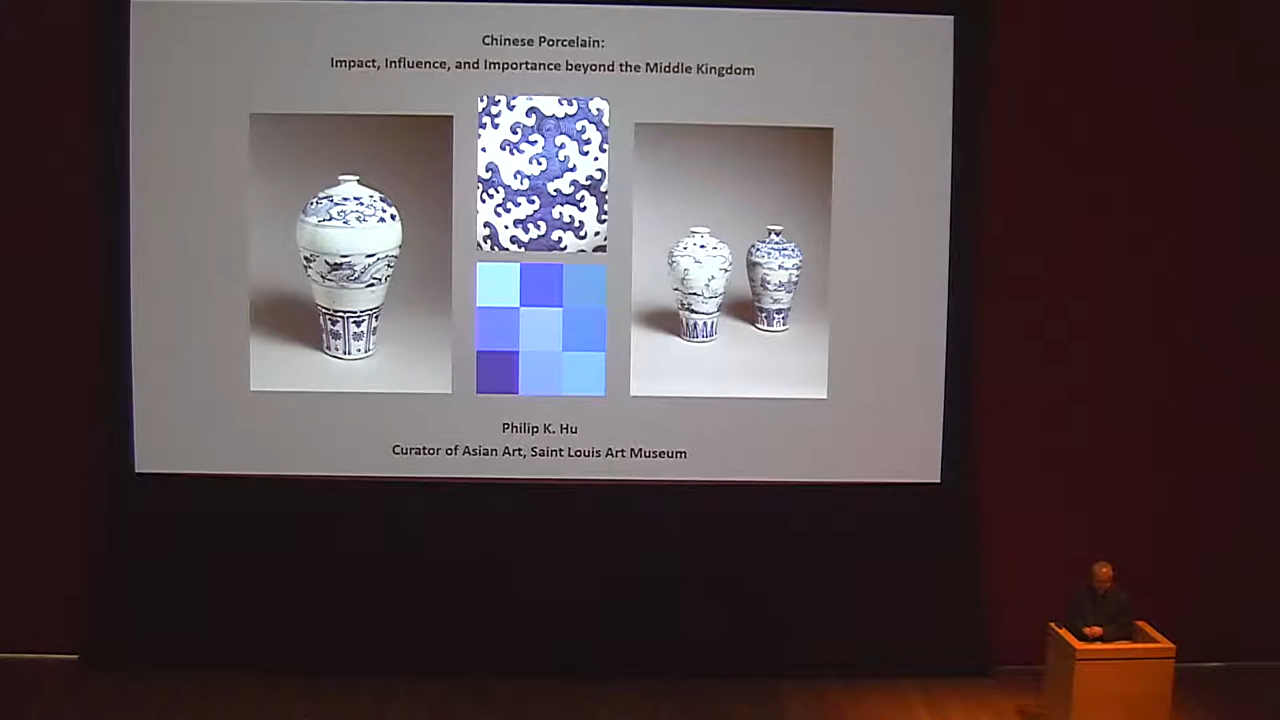 Chinese Porcelain:
Impact, Influence, and Importance beyond the Middle Kingdom
Philip K. Hu
Curator of Asian Art, Saint Louis Art Museum